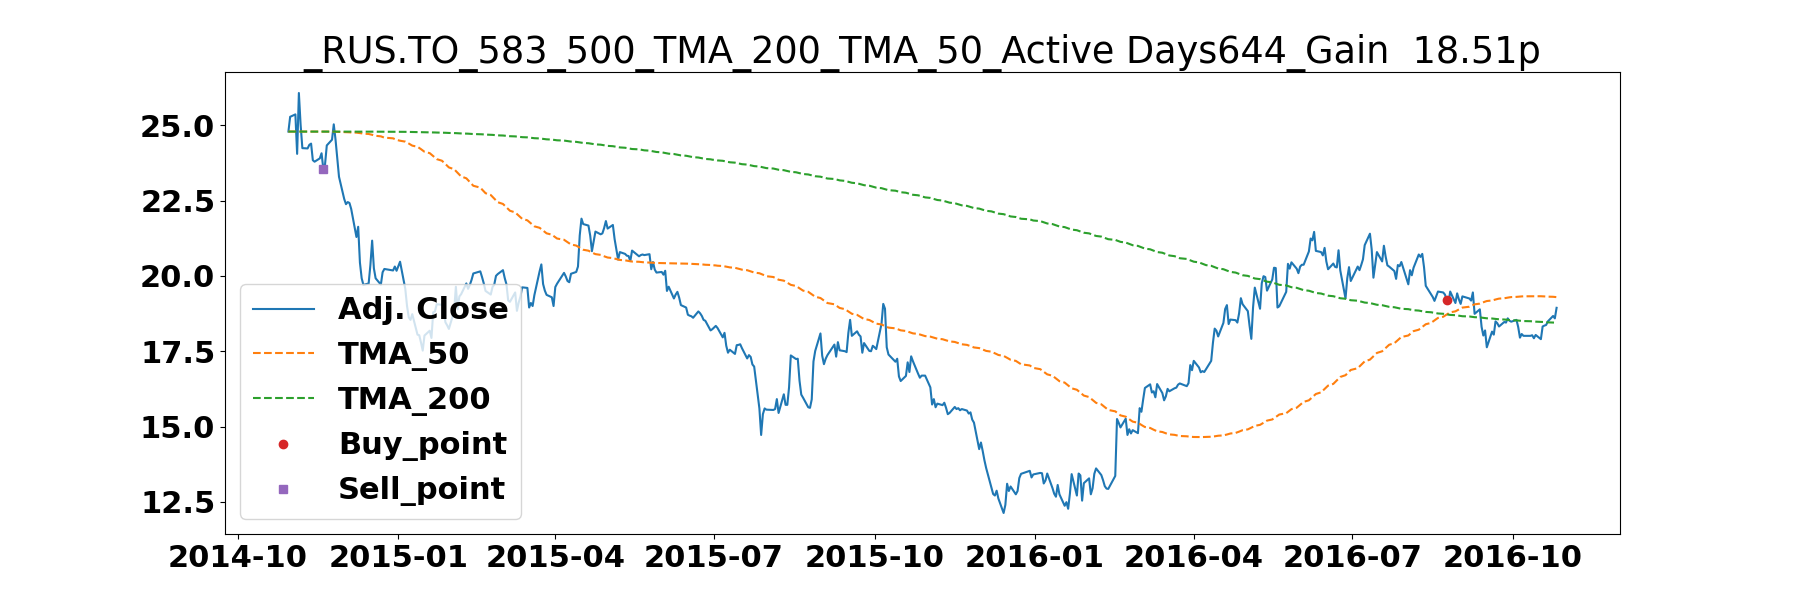 _RUS.TO_583_500_TMA_200_TMA_50_Active Days644_Gain  18.51p
25.0
22.5
20.0
17.5
15.0
12.5
Adj. Close
TMA_50
TMA_200
Buy_point
Sell_point
2014-10 2015-01 2015-04 2015-07 2015-10 2016-01 2016-04 2016-07 2016-10